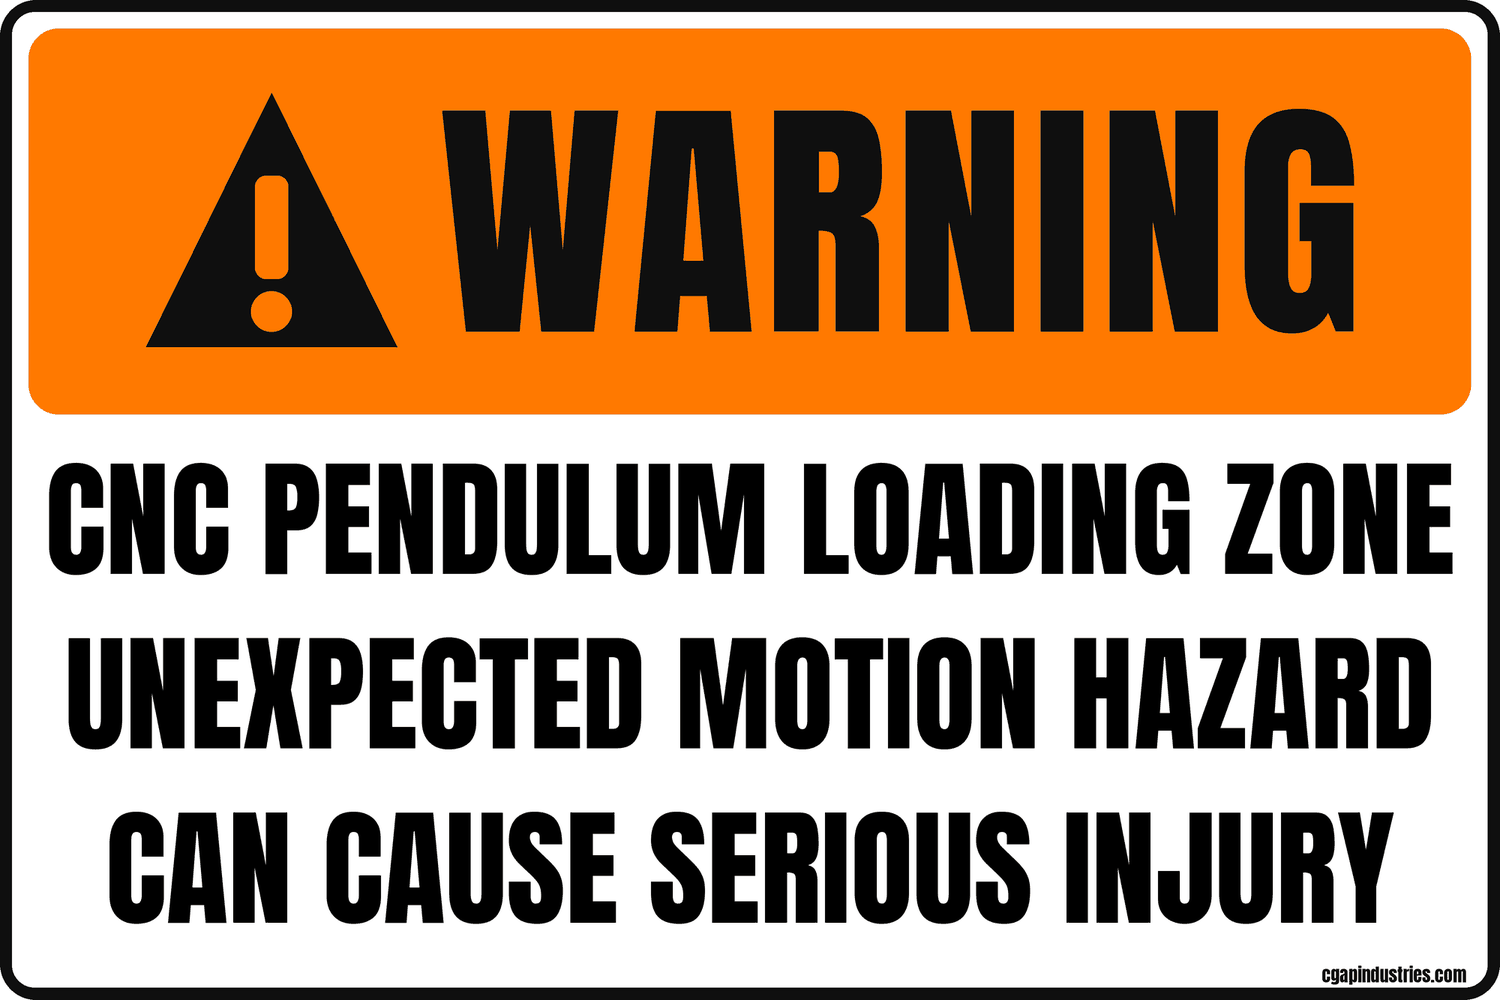 WARNING
CNC PENDULUM LOADING ZONE
UNEXPECTED MOTION HAZARD
CAN CAUSE SERIOUS INJURY
cgapindustries.com